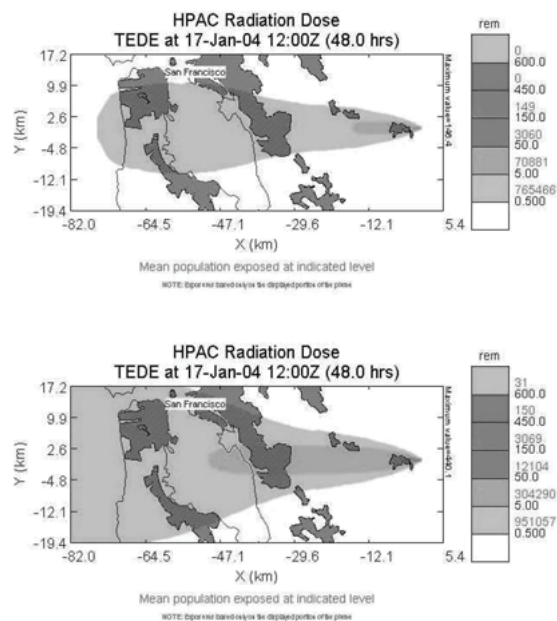 HPAC Radiation Dose
TEDE at 17-Jan-04 12:00Z (48.0 hrs)
rem
17.2
9.9
2.6
-4.8
-12.1
-19.4
Y (km)
San Francisco
-82.0 -64.5 -47.1 -29.6 -12.1 5.4
X (km)
Mean population exposed at indicated level
0
600.0
0
450.0
149
150.0
3060
50.0
70881
5.00
765466
0.500
HPAC Radiation Dose
TEDE at 17-Jan-04 12:00Z (48.0 hrs)
rem
17.2
9.9
2.6
-4.8
-12.1
-19.4
Y (km)
San Francisco
-82.0 -64.5 -47.1 -29.6 -12.1 5.4
X (km)
Mean population exposed at indicated level
31
600.0
150
450.0
3069
150.0
12104
50.0
304290
5.00
951057
0.500